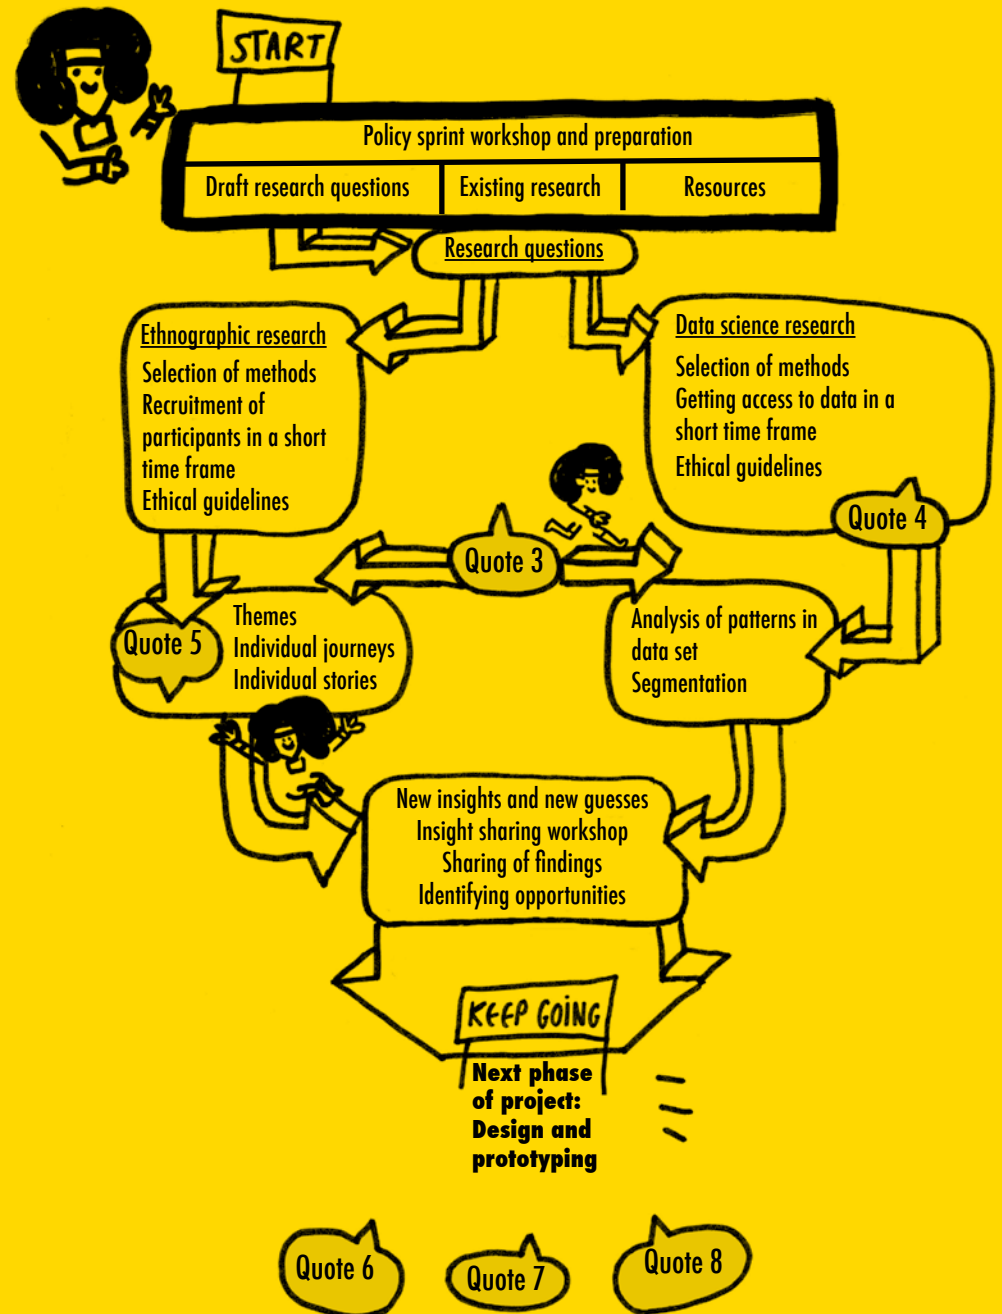 START
Policy sprint workshop and preparation
Draft research questions
Existing research
Resources
Research questions
Ethnographic research
Selection of methods
Recruitment of
participants in a short
time frame
Ethical guidelines
Data science research
Selection of methods
Getting access to data in a
short time frame
Ethical guidelines
Quote 4
Quote 3
Quote 5
Themes
Individual journeys
Individual stories
Analysis of patterns in
data set
Segmentation
New insights and new guesses
Insight sharing workshop
Sharing of findings
Identifying opportunities
KEEP GOING
Next phase
of project:
Design and
prototyping
Quote 6
Quote 7
Quote 8